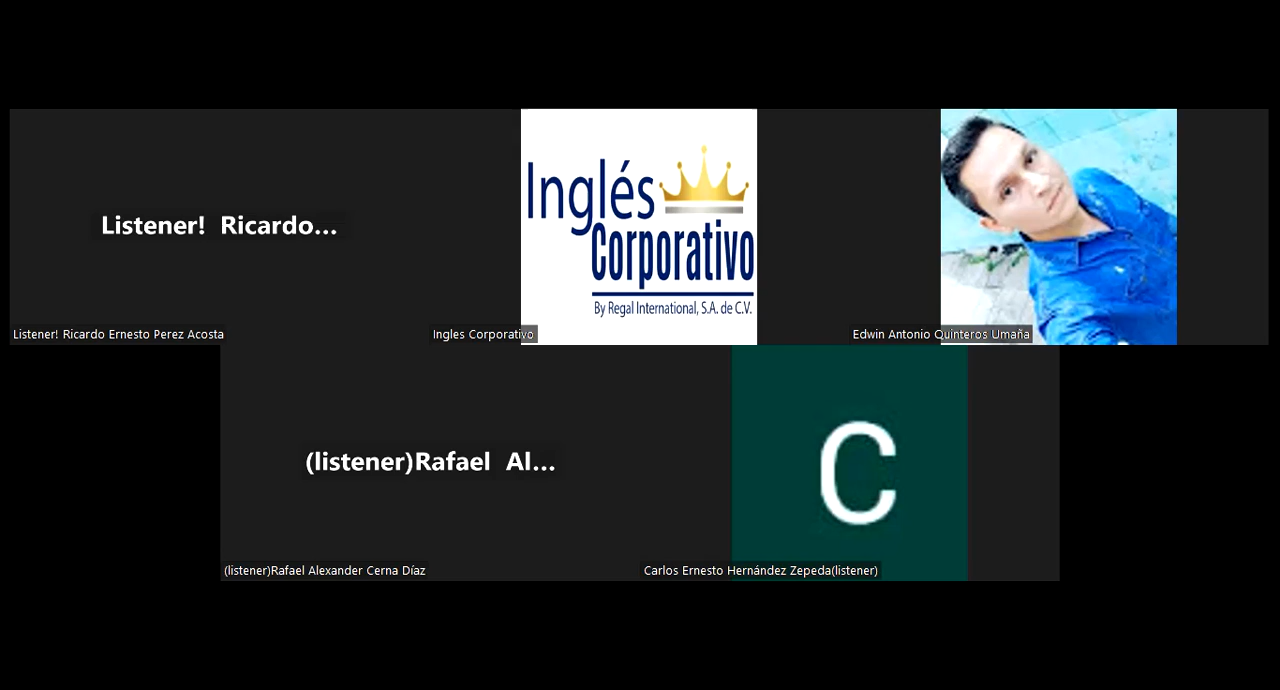 Listener! Ricardo...
Listener! Ricardo Ernesto Perez Acosta
Inglés
Corporativo
By Regal International, S.A. de C.V.
Ingles Corporativo
Edwin Antonio Quinteros Umaña
(listener)Rafael Al...
(listener)Rafael Alexander Cerna Díaz
C
Carlos Ernesto Hernández Zepeda(listener)